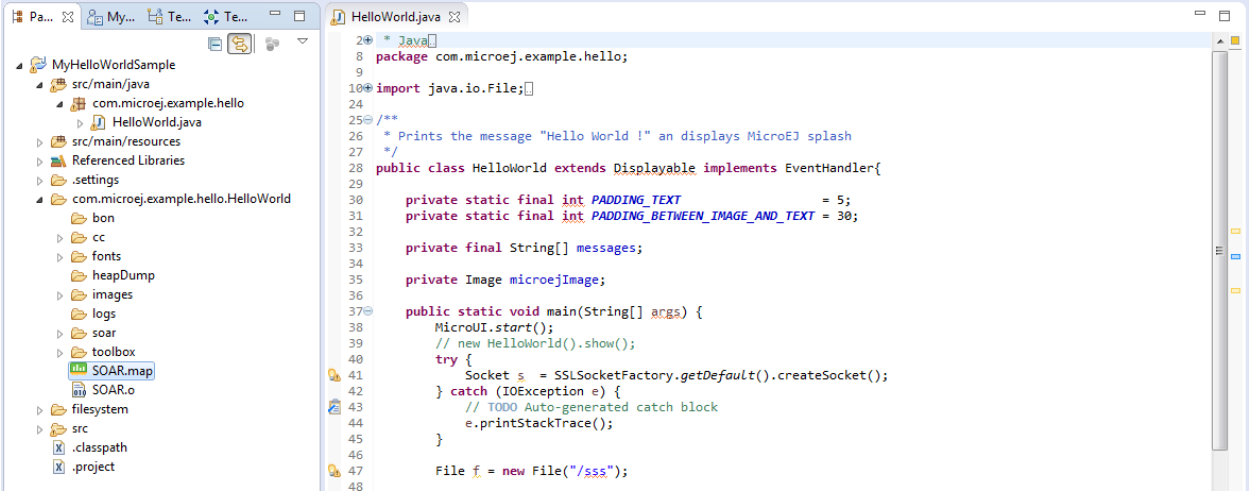 Pa...
My...
Te...
Te...
MyHelloWorldSample
src/main/java
com.microej.example.hello
HelloWorld.java
src/main/resources
Referenced Libraries
.settings
com.microej.example.hello.HelloWorld
bon
cc
fonts
heapDump
images
logs
soar
toolbox
SOAR.map
SOAR.o
filesystem
src
.classpath
.project
HelloWorld.java
2 * Java
8 package com.microej.example.hello;
9
10 import java.io.File;
24
25 /**
26 * Prints the message "Hello World !" an displays MicroEJ splash
27 */
28 public class HelloWorld extends Displayable implements EventHandler{
29
30 private static final int PADDING_TEXT = 5;
31 private static final int PADDING_BETWEEN_IMAGE_AND_TEXT = 30;
32
33 private final String[] messages;
34
35 private Image microejImage;
36
37 public static void main(String[] args) {
38 MicroUI.start();
39 // new HelloWorld().show();
40 try {
41 Socket s = SSLSocketFactory.getDefault().createSocket();
42 } catch (IOException e) {
43 // TODO Auto-generated catch block
44 e.printStackTrace();
45 }
46
47 File f = new File("/sss");
48